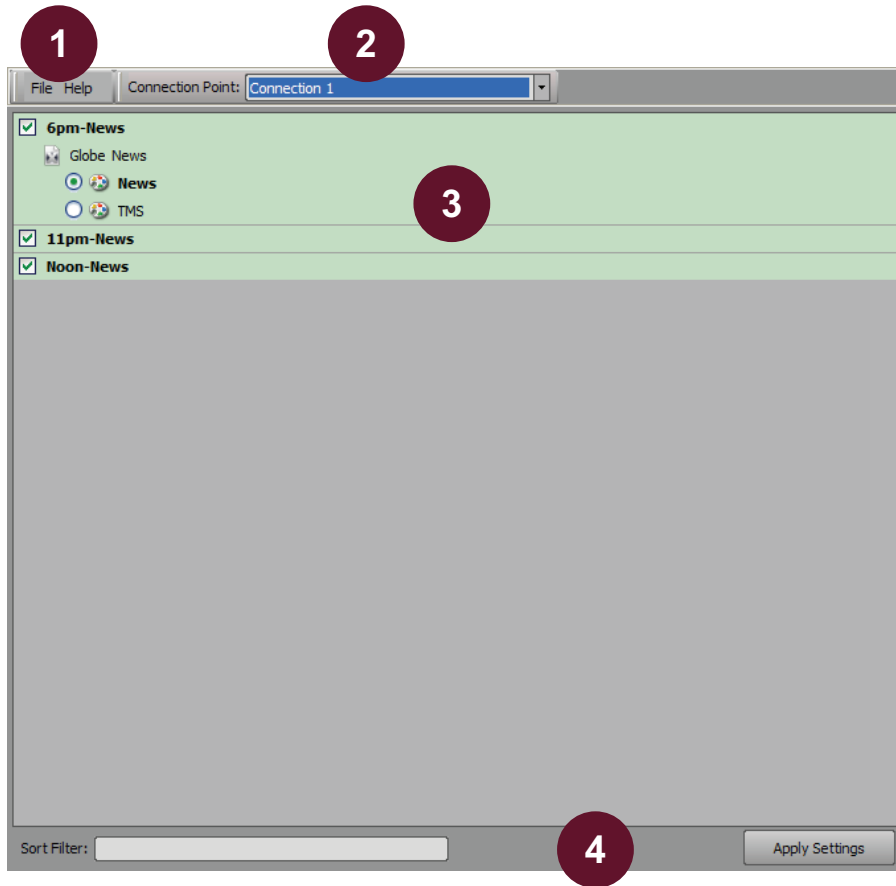 1
2
File Help Connection Point: Connection 1
6pm-News
Globe News
News
3
TMS
11pm-News
Noon-News
Sort Filter:
4
Apply Settings